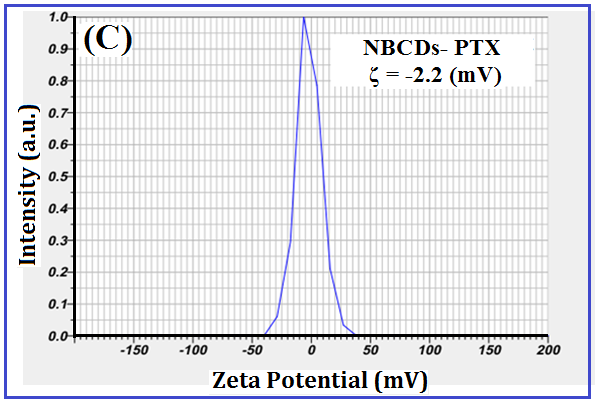 (C)
NBCDs- PTX
ζ = -2.2 (mV)
Intensity (a.u.)
1.0
0.9
0.8
0.7
0.6
0.5
0.4
0.3
0.2
0.1
0.0
-150 -100 -50 0 50 100 150 200
Zeta Potential (mV)